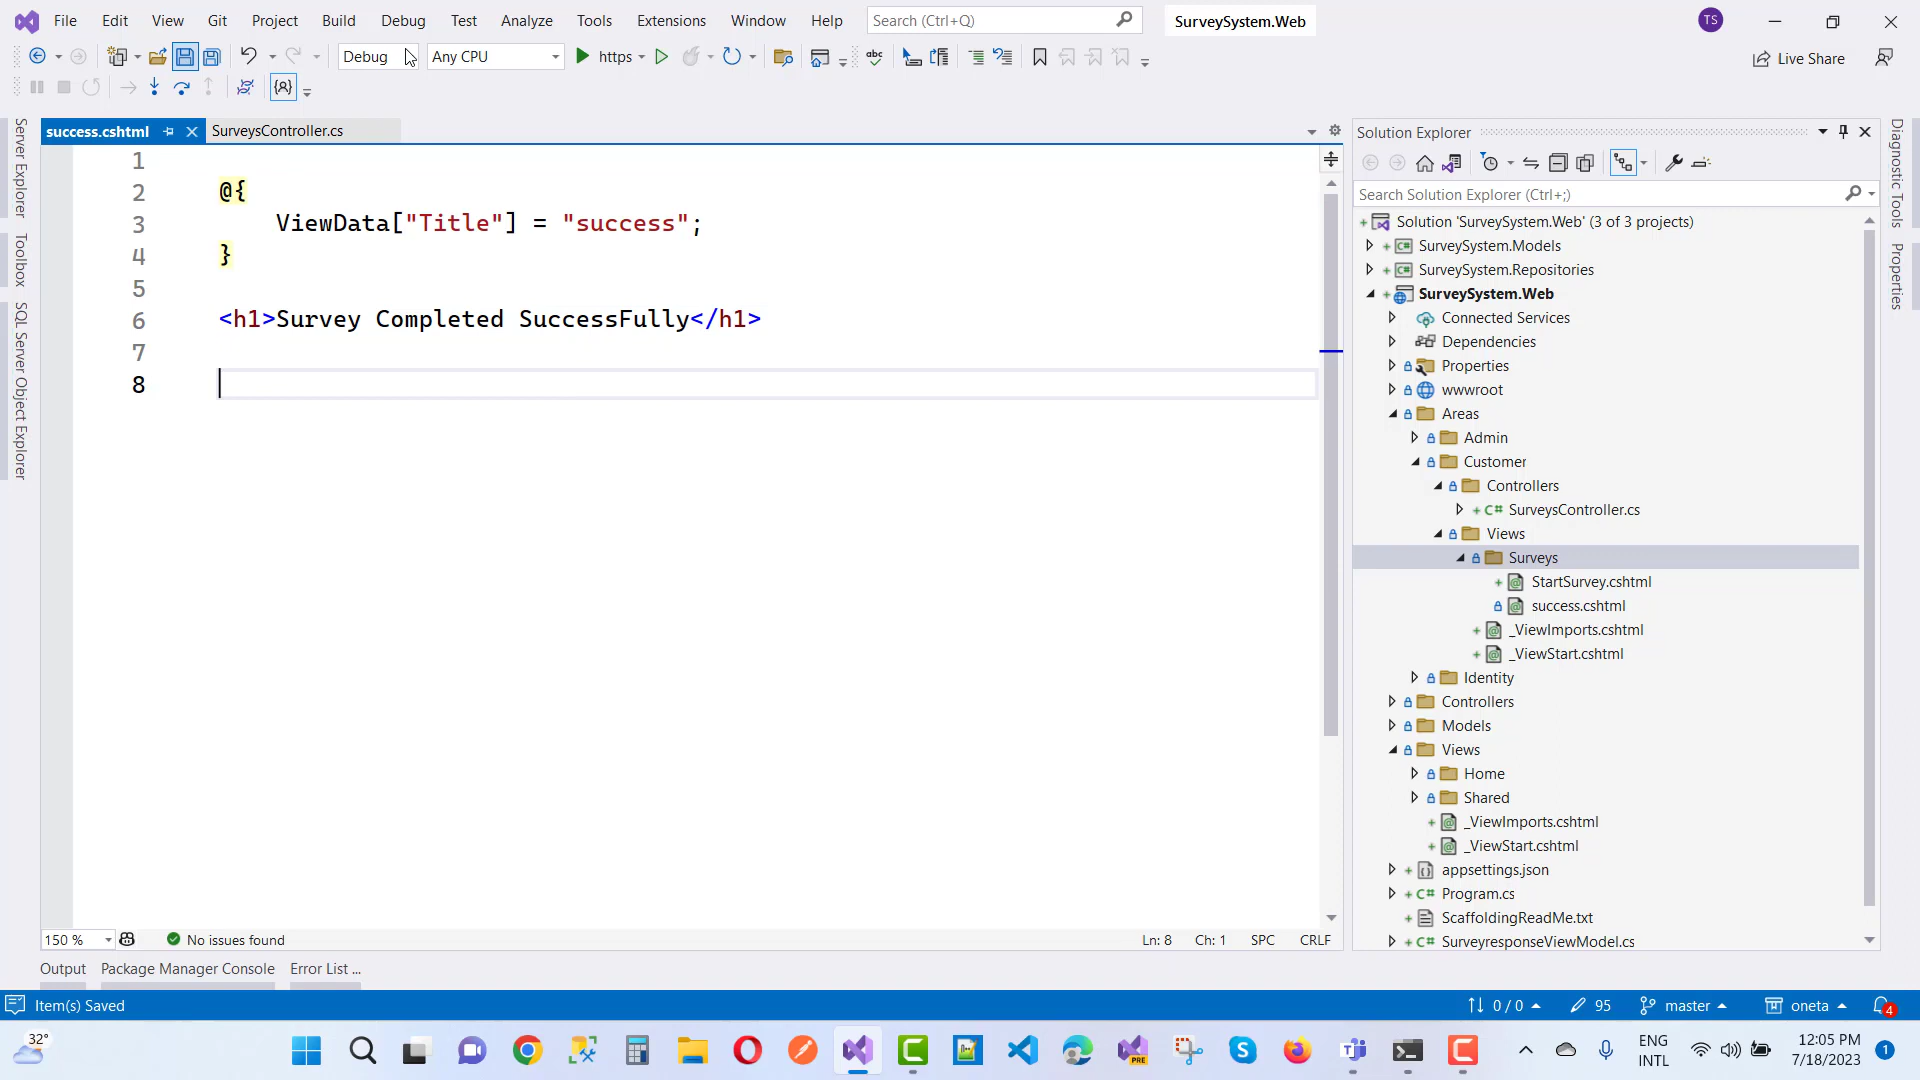 File Edit View Git Project Build Debug Test Analyze Tools Extensions Window Help Search (Ctrl+Q) SurveySystem.Web TS
Debug Any CPU https Live Share
success.cshtml SurveysController.cs
1
2 @{
3 ViewData["Title"] = "success";
4 }
5
6 <h1>Survey Completed SuccessFully</h1>
7
8
Server Explorer
Toolbox
SQL Server Object Explorer
Solution Explorer
Search Solution Explorer (Ctrl+;)
Solution 'SurveySystem.Web' (3 of 3 projects)
SurveySystem.Models
SurveySystem.Repositories
SurveySystem.Web
Connected Services
Dependencies
Properties
wwwroot
Areas
Admin
Customer
Controllers
SurveysController.cs
Views
Surveys
StartSurvey.cshtml
success.cshtml
_ViewImports.cshtml
_ViewStart.cshtml
Identity
Controllers
Models
Views
Home
Shared
_ViewImports.cshtml
_ViewStart.cshtml
appsettings.json
Program.cs
ScaffoldingReadMe.txt
SurveyresponseViewModel.cs
Diagnostic Tools
Properties
150 % No issues found Ln: 8 Ch: 1 SPC CRLF
Output Package Manager Console Error List ...
Item(s) Saved 0 / 0 95 master oneta 4
32° PRE ENG INTL 12:05 PM 7/18/2023 1